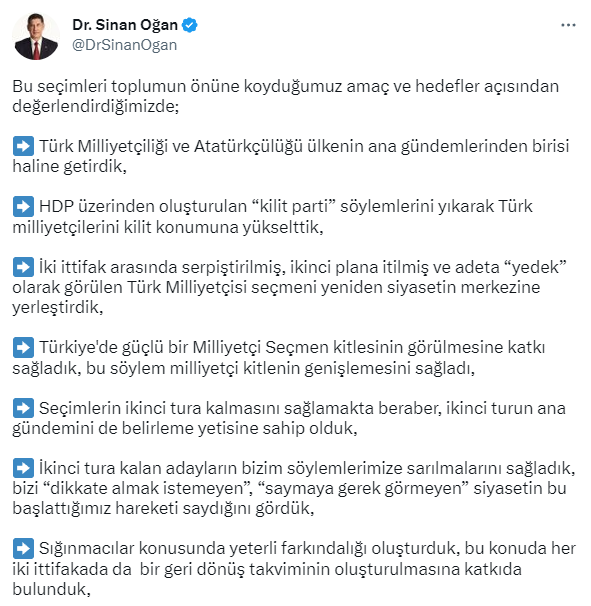 Dr. Sinan Oğan
@DrSinanOgan
Bu seçimleri toplumun önüne koyduğumuz amaç ve hedefler açısından
değerlendirdiğimizde;
➡️ Türk Milliyetçiliği ve Atatürkçülüğü ülkenin ana gündemlerinden birisi
haline getirdik,
➡️ HDP üzerinden oluşturulan “kilit parti” söylemlerini yıkarak Türk
milliyetçilerini kilit konumuna yükselttik,
➡️ İki ittifak arasında serpiştirilmiş, ikinci plana itilmiş ve adeta “yedek”
olarak görülen Türk Milliyetçisi seçmeni yeniden siyasetin merkezine
yerleştirdik,
➡️ Türkiye'de güçlü bir Milliyetçi Seçmen kitlesinin görülmesine katkı
sağladık, bu söylem milliyetçi kitlenin genişlemesini sağladı,
➡️ Seçimlerin ikinci tura kalmasını sağlamakta beraber, ikinci turun ana
gündemini de belirleme yetisine sahip olduk,
➡️ İkinci tura kalan adayların bizim söylemlerimize sarılmalarını sağladık,
bizi “dikkate almak istemeyen”, “saymaya gerek görmeyen” siyasetin bu
başlattığımız hareketi saydığını gördük,
➡️ Sığınmacılar konusunda yeterli farkındalığı oluşturduk, bu konuda her
iki ittifakada da  bir geri dönüş takviminin oluşturulmasına katkıda
bulunduk,